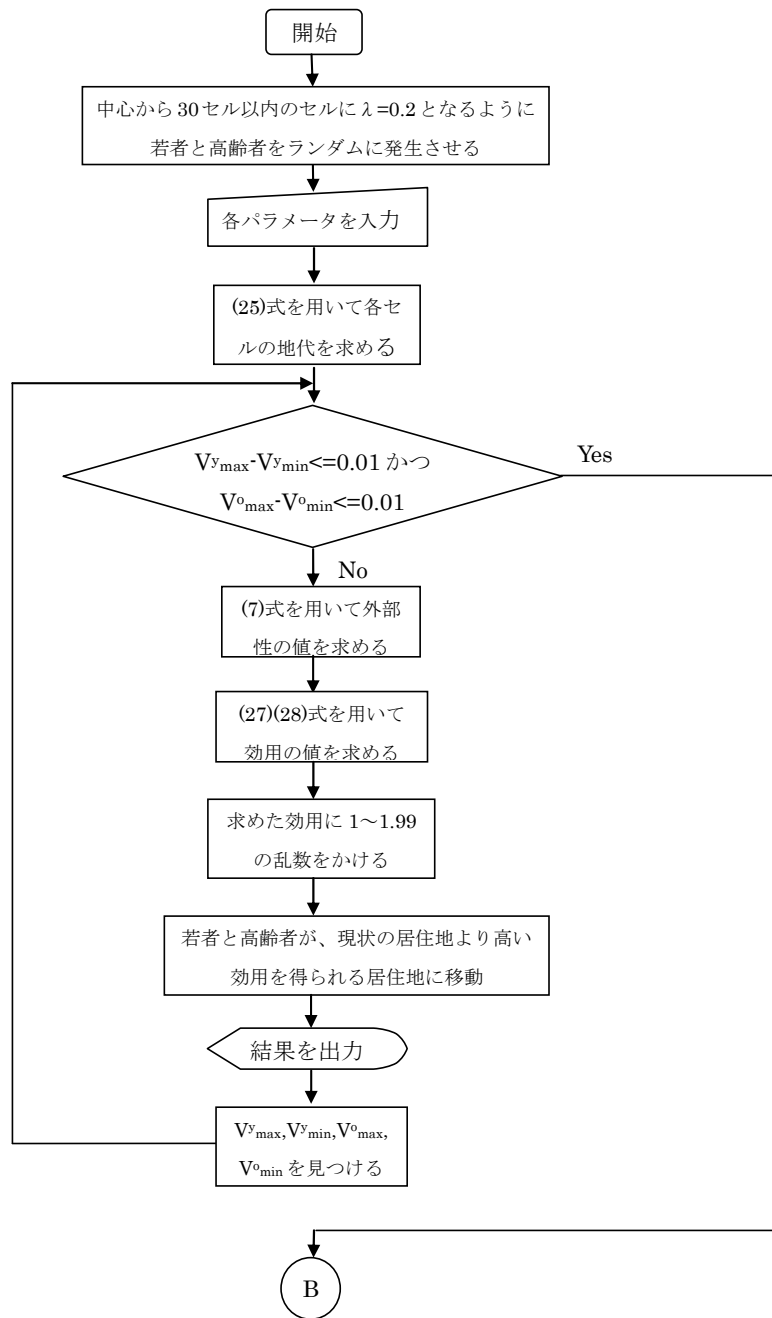 開始
中心から30セル以内のセルにλ=0.2となるように
若者と高齢者をランダムに発生させる
各パラメータを入力
(25)式を用いて各セ
ルの地代を求める
Vʸmax-Vʸmin<=0.01かつ
Vᵒmax-Vᵒmin<=0.01
Yes
No
(7)式を用いて外部
性の値を求める
(27)(28)式を用いて
効用の値を求める
求めた効用に1～1.99
の乱数をかける
若者と高齢者が、現状の居住地より高い
効用を得られる居住地に移動
結果を出力
Vʸmax,Vʸmin,Vᵒmax,
Vᵒminを見つける
B